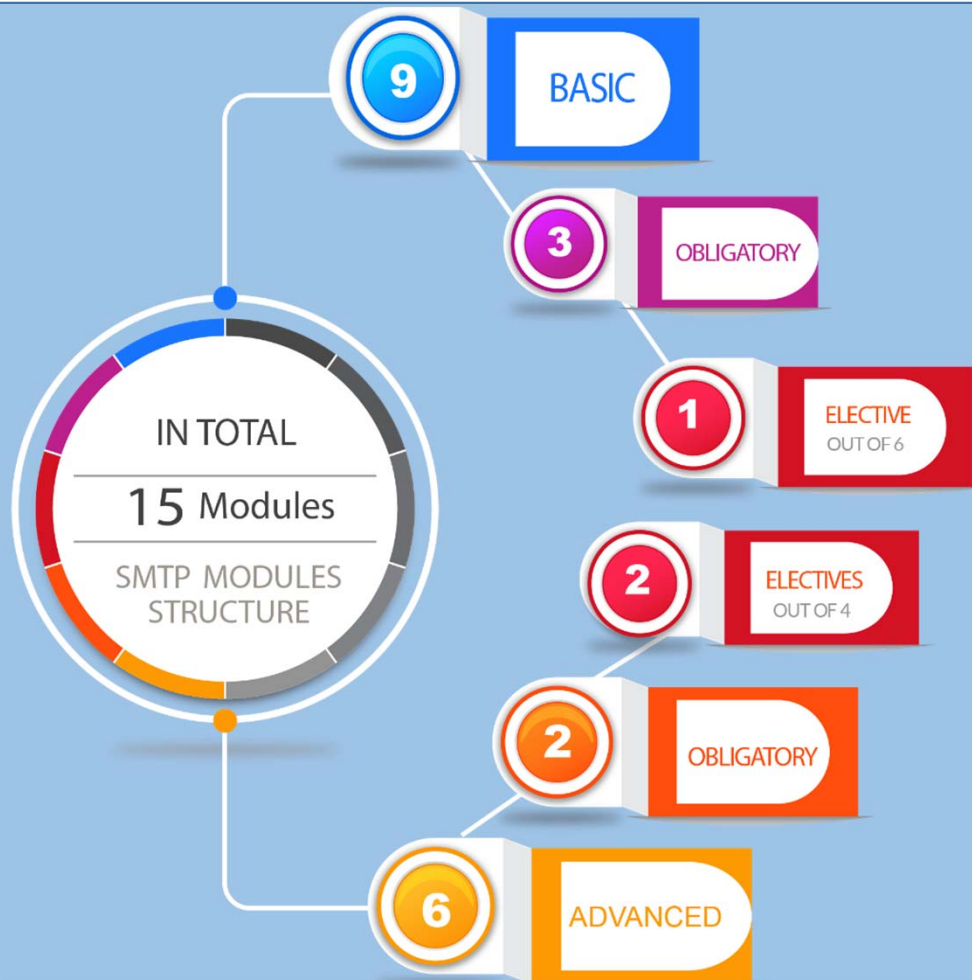 9
BASIC
3
OBLIGATORY
1
ELECTIVE
OUT OF 6
IN TOTAL
15 Modules
SMTP MODULES
STRUCTURE
2
ELECTIVES
OUT OF 4
2
OBLIGATORY
6
ADVANCED